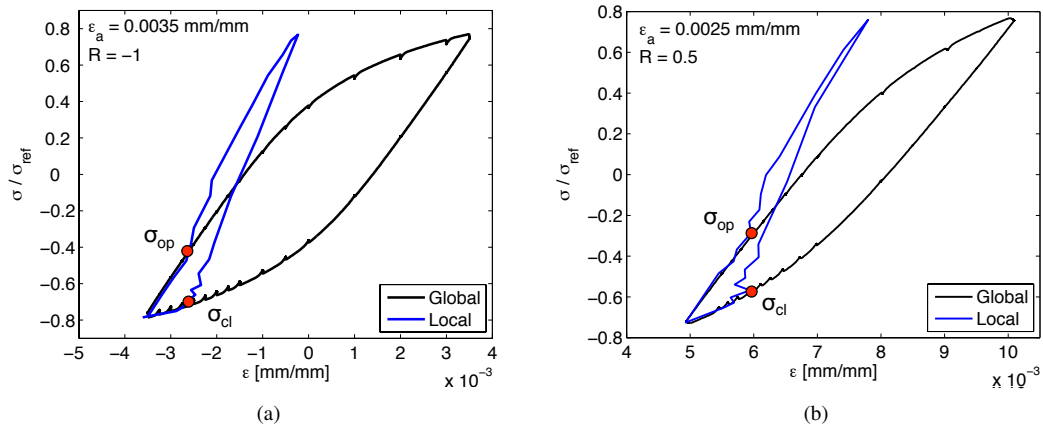 ε_a = 0.0035 mm/mm
R = −1
0.8
0.6
0.4
0.2
0
−0.2
−0.4
−0.6
−0.8
σ / σ_ref
σ_op
σ_cl
Global
Local
−5 −4 −3 −2 −1 0 1 2 3 4
ε [mm/mm]
x 10⁻³
(a)
ε_a = 0.0025 mm/mm
R = 0.5
0.8
0.6
0.4
0.2
0
−0.2
−0.4
−0.6
−0.8
σ / σ_ref
σ_op
σ_cl
Global
Local
4 5 6 7 8 9 10
ε [mm/mm]
x 10⁻³
(b)